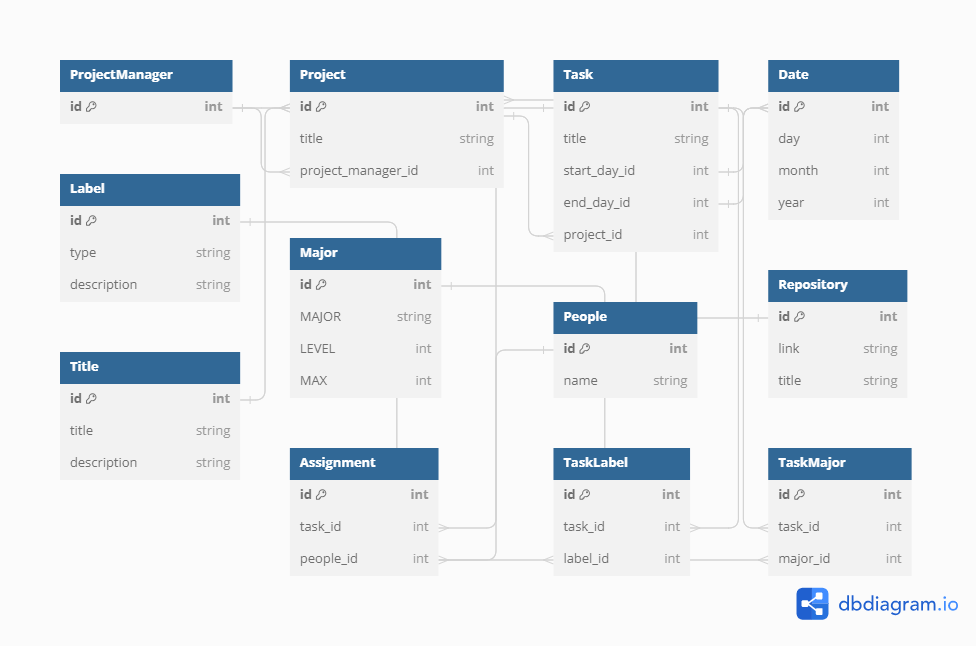 ProjectManager
id int
Project
id int
title string
project_manager_id int
Task
id int
title string
start_day_id int
end_day_id int
project_id int
Date
id int
day int
month int
year int
Label
id int
type string
description string
Major
id int
MAJOR string
LEVEL int
MAX int
People
id int
name string
Repository
id int
link string
title string
Title
id int
title string
description string
Assignment
id int
task_id int
people_id int
TaskLabel
id int
task_id int
label_id int
TaskMajor
id int
task_id int
major_id int
dbdiagram.io